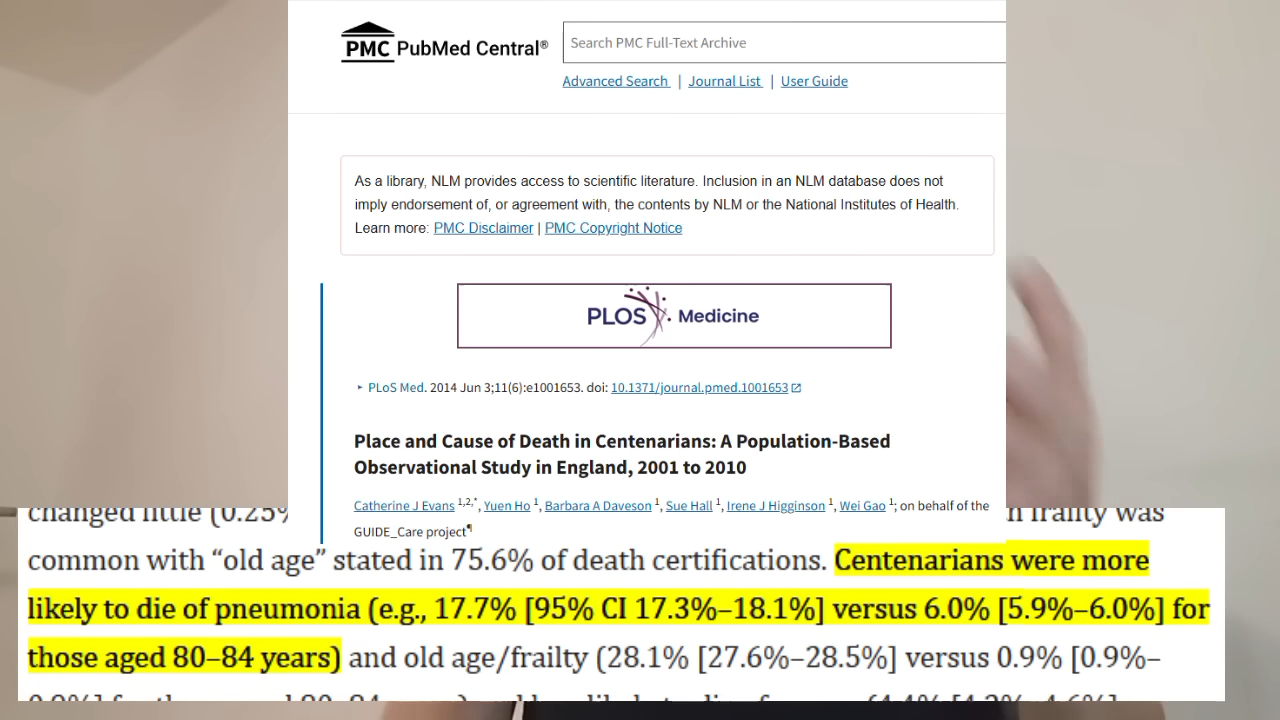 PMC PubMed Central®
Search PMC Full-Text Archive
Advanced Search | Journal List | User Guide
As a library, NLM provides access to scientific literature. Inclusion in an NLM database does not
imply endorsement of, or agreement with, the contents by NLM or the National Institutes of Health.
Learn more: PMC Disclaimer | PMC Copyright Notice
PLOS Medicine
PLoS Med. 2014 Jun 3;11(6):e1001653. doi: 10.1371/journal.pmed.1001653
Place and Cause of Death in Centenarians: A Population-Based
Observational Study in England, 2001 to 2010
Catherine J Evans 1,2,*, Yuen Ho 1, Barbara A Daveson 1, Sue Hall 1, Irene J Higginson 1, Wei Gao 1; on behalf of the
GUIDE_Care project¶
changed little (0.25% frailty was
common with “old age” stated in 75.6% of death certifications. Centenarians were more
likely to die of pneumonia (e.g., 17.7% [95% CI 17.3%–18.1%] versus 6.0% [5.9%–6.0%] for
those aged 80–84 years) and old age/frailty (28.1% [27.6%–28.5%] versus 0.9% [0.9%–